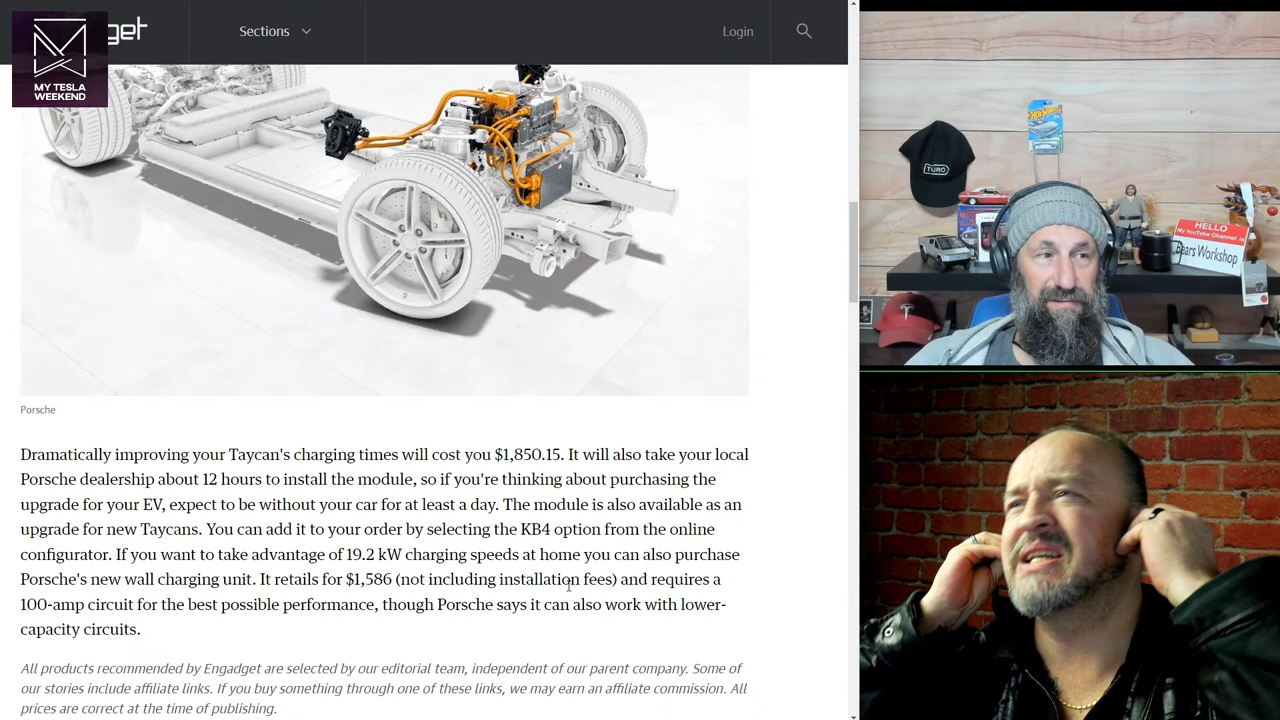 get
Sections
Login
MY TESLA
WEEKEND
Porsche
Dramatically improving your Taycan's charging times will cost you $1,850.15. It will also take your local
Porsche dealership about 12 hours to install the module, so if you're thinking about purchasing the
upgrade for your EV, expect to be without your car for at least a day. The module is also available as an
upgrade for new Taycans. You can add it to your order by selecting the KB4 option from the online
configurator. If you want to take advantage of 19.2 kW charging speeds at home you can also purchase
Porsche's new wall charging unit. It retails for $1,586 (not including installation fees) and requires a
100-amp circuit for the best possible performance, though Porsche says it can also work with lower-
capacity circuits.
All products recommended by Engadget are selected by our editorial team, independent of our parent company. Some of
our stories include affiliate links. If you buy something through one of these links, we may earn an affiliate commission. All
prices are correct at the time of publishing.
HOT WHEELS
TURO
HELLO
My YouTube Channel is
Bears Workshop